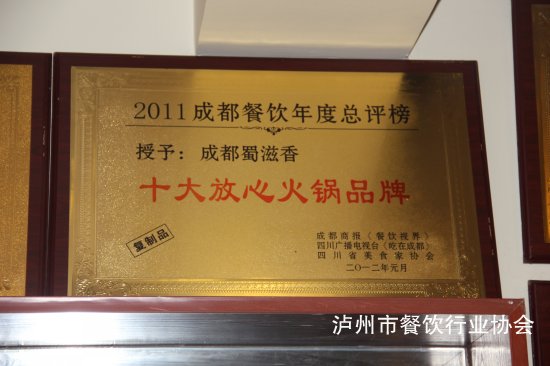 2011成都餐饮年度总评榜
授予：成都蜀滋香
十大放心火锅品牌
复制品
成都商报（餐饮视界）
四川广播电视台（吃在成都）
四川省美食家协会
二〇一二年元月
泸州市餐饮行业协会